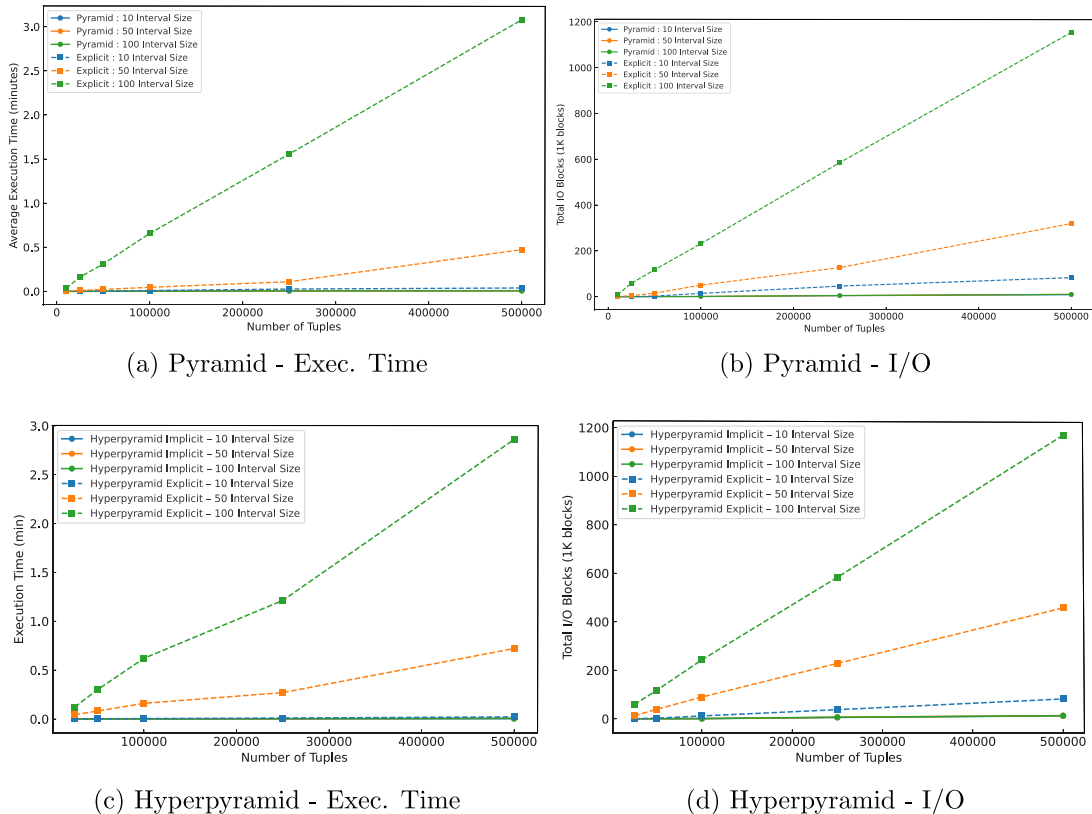 3.0
2.5
2.0
1.5
1.0
0.5
0.0
Average Execution Time (minutes)
Pyramid : 10 Interval Size
Pyramid : 50 Interval Size
Pyramid : 100 Interval Size
Explicit : 10 Interval Size
Explicit : 50 Interval Size
Explicit : 100 Interval Size
0 100000 200000 300000 400000 500000
Number of Tuples
(a) Pyramid - Exec. Time
1200
1000
800
600
400
200
0
Total IO Blocks (1K blocks)
Pyramid : 10 Interval Size
Pyramid : 50 Interval Size
Pyramid : 100 Interval Size
Explicit : 10 Interval Size
Explicit : 50 Interval Size
Explicit : 100 Interval Size
0 100000 200000 300000 400000 500000
Number of Tuples
(b) Pyramid - I/O
3.0
2.5
2.0
1.5
1.0
0.5
0.0
Execution Time (min)
Hyperpyramid Implicit – 10 Interval Size
Hyperpyramid Implicit – 50 Interval Size
Hyperpyramid Implicit – 100 Interval Size
Hyperpyramid Explicit – 10 Interval Size
Hyperpyramid Explicit – 50 Interval Size
Hyperpyramid Explicit – 100 Interval Size
100000 200000 300000 400000 500000
Number of Tuples
(c) Hyperpyramid - Exec. Time
1200
1000
800
600
400
200
0
Total I/O Blocks (1K blocks)
Hyperpyramid Implicit – 10 Interval Size
Hyperpyramid Implicit – 50 Interval Size
Hyperpyramid Implicit – 100 Interval Size
Hyperpyramid Explicit – 10 Interval Size
Hyperpyramid Explicit – 50 Interval Size
Hyperpyramid Explicit – 100 Interval Size
100000 200000 300000 400000 500000
Number of Tuples
(d) Hyperpyramid - I/O